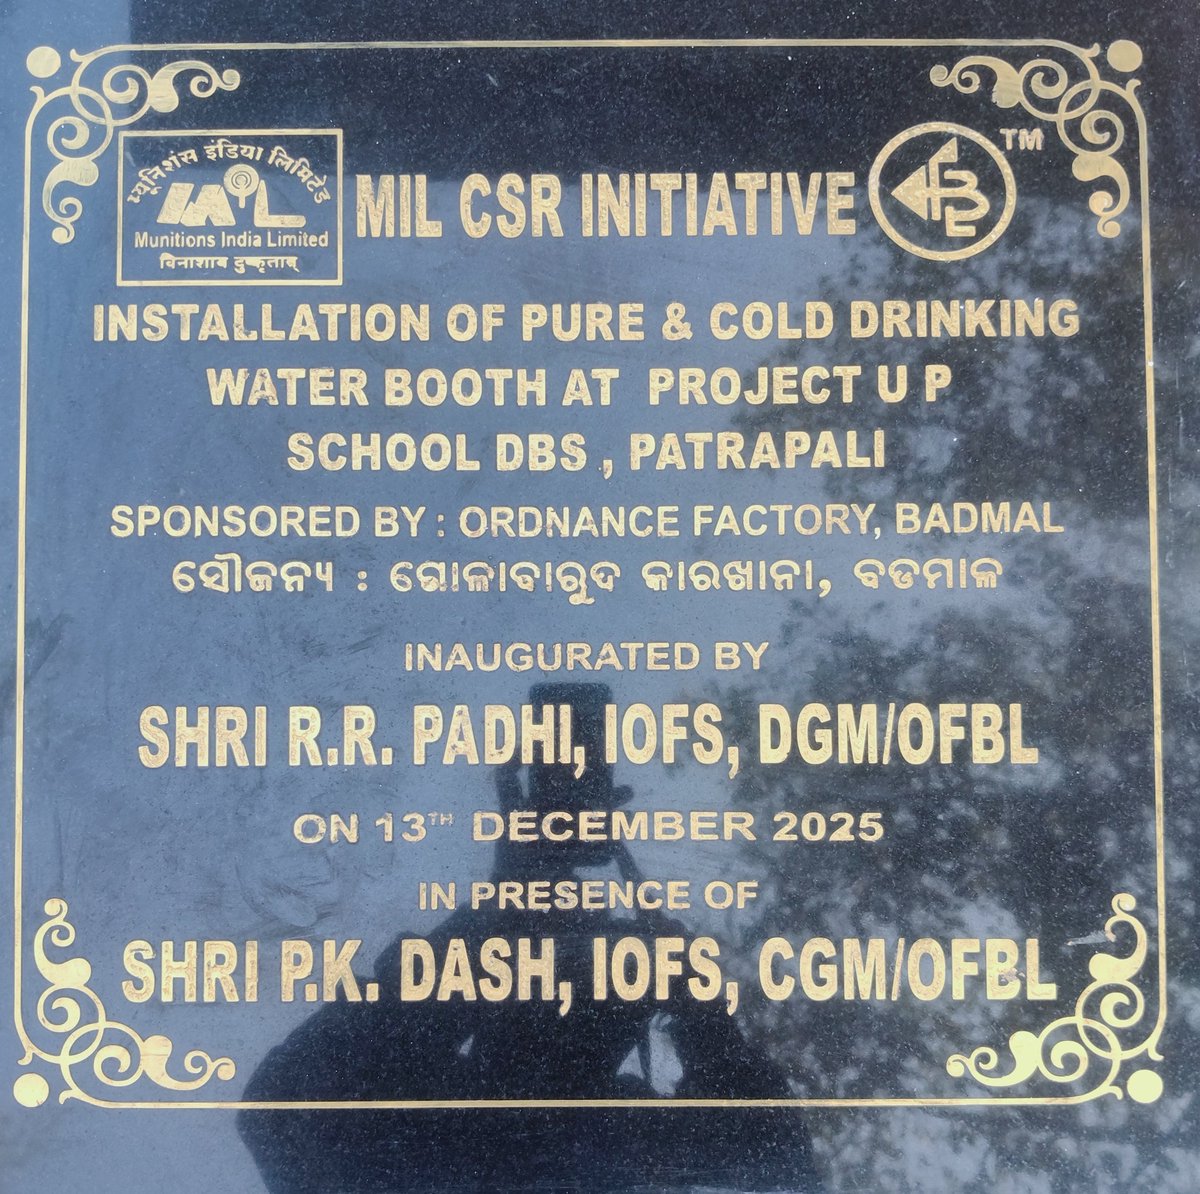 म्यूनिशंस इंडिया लिमिटेड
MIL
Munitions India Limited
विनाशाय दुष्कृताम्
MIL CSR INITIATIVE
TM
INSTALLATION OF PURE & COLD DRINKING
WATER BOOTH AT PROJECT U P
SCHOOL DBS , PATRAPALI
SPONSORED BY : ORDNANCE FACTORY, BADMAL
ସୌଜନ୍ୟ : ଗୋଳାବାରୁଦ କାରଖାନା, ବଡମାଳ
INAUGURATED BY
SHRI R.R. PADHI, IOFS, DGM/OFBL
ON 13TH DECEMBER 2025
IN PRESENCE OF
SHRI P.K. DASH, IOFS, CGM/OFBL